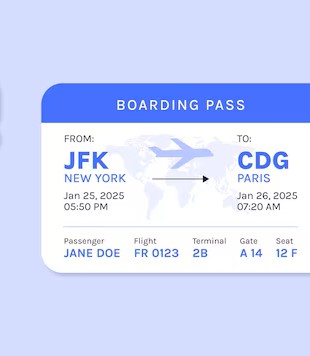 BOARDING PASS
FROM: TO:
JFK CDG
NEW YORK PARIS
Jan 25, 2025 Jan 26, 2025
05:50 PM 07:20 AM
Passenger Flight Terminal Gate Seat
JANE DOE FR 0123 2B A 14 12 F